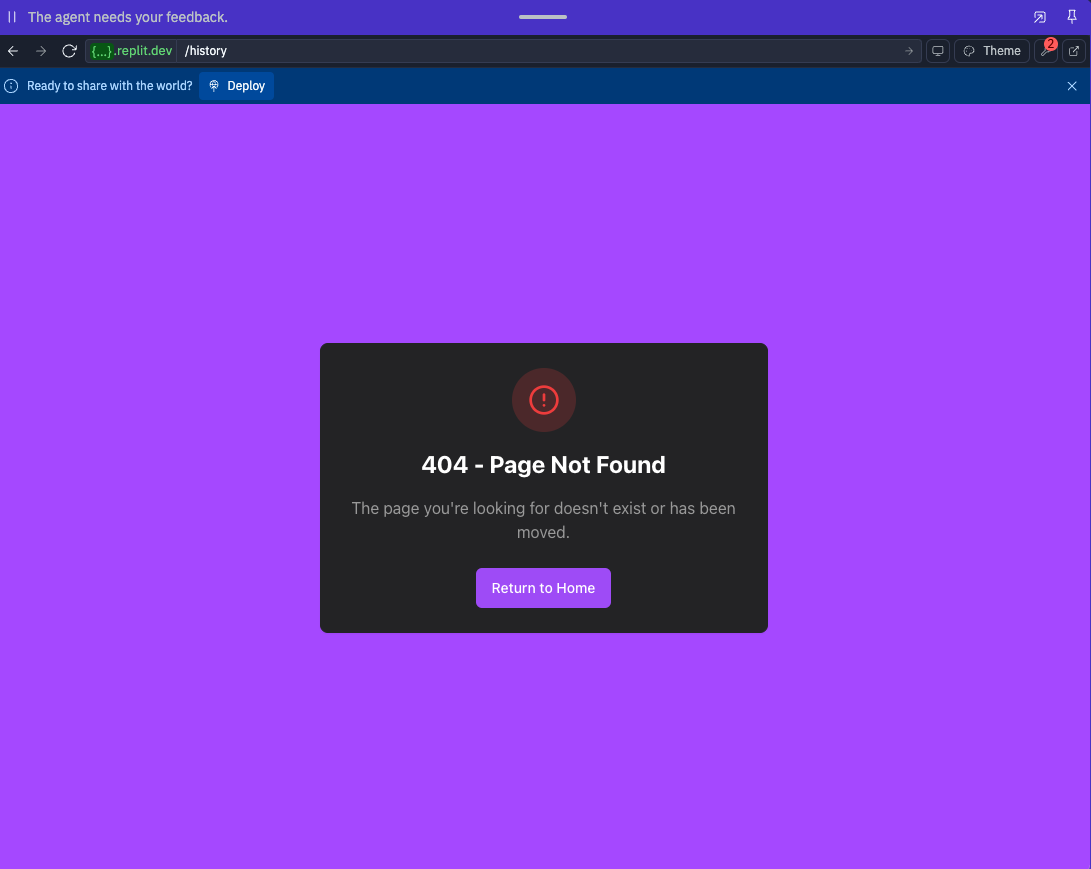 The agent needs your feedback.
{...}.replit.dev /history
Theme
2
Ready to share with the world? Deploy
404 - Page Not Found
The page you're looking for doesn't exist or has been
moved.
Return to Home